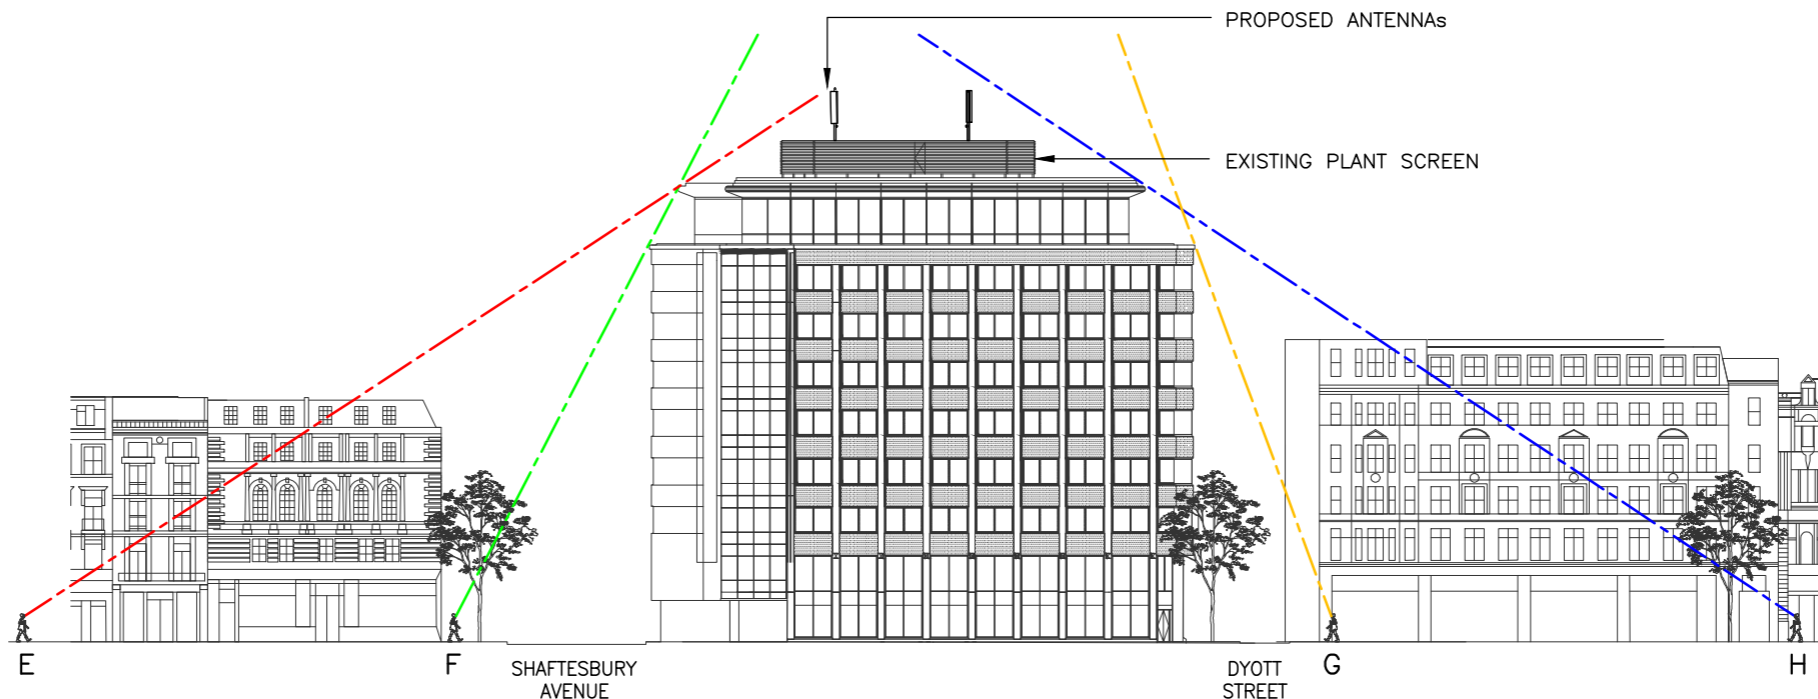 PROPOSED ANTENNAs
EXISTING PLANT SCREEN
E
F
SHAFTESBURY
AVENUE
DYOTT
STREET
G
H